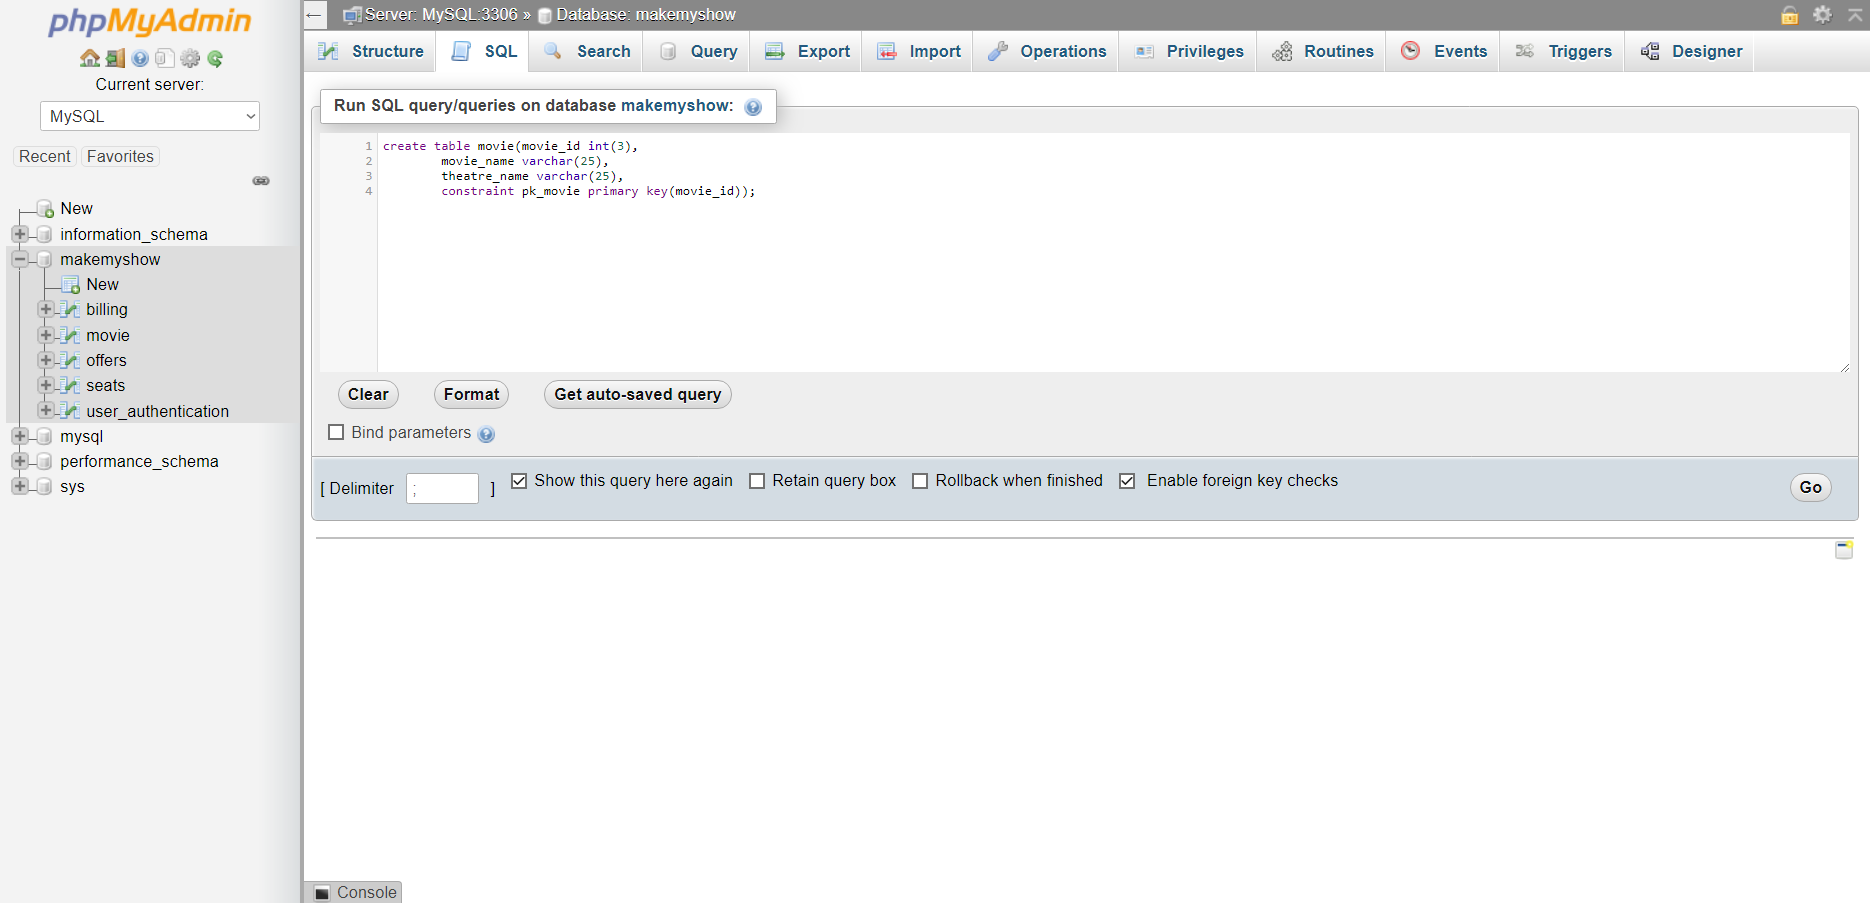 phpMyAdmin
Current server:
MySQL
Recent Favorites
New
information_schema
makemyshow
New
billing
movie
offers
seats
user_authentication
mysql
performance_schema
sys
← Server: MySQL:3306 » Database: makemyshow
Structure SQL Search Query Export Import Operations Privileges Routines Events Triggers Designer
Run SQL query/queries on database makemyshow:
1 create table movie(movie_id int(3),
2 movie_name varchar(25),
3 theatre_name varchar(25),
4 constraint pk_movie primary key(movie_id));
Clear Format Get auto-saved query
Bind parameters
[ Delimiter ; ] Show this query here again Retain query box Rollback when finished Enable foreign key checks Go
Console